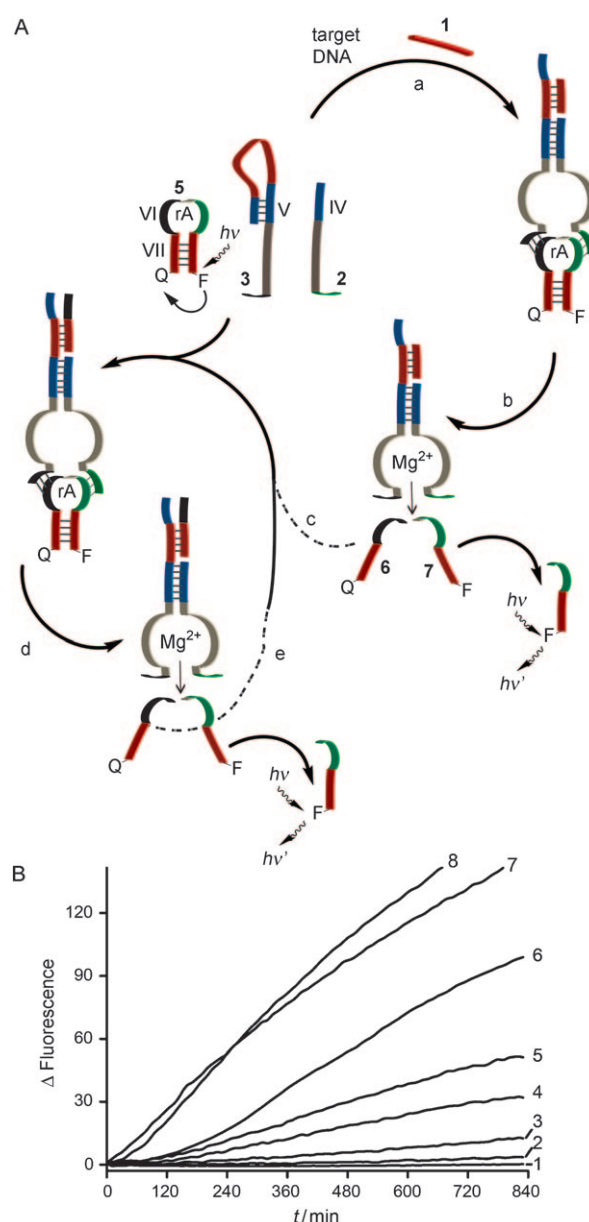 A
target
DNA
1
a
5
VI
rA
VII
Q
F
hν
3
V
IV
2
rA
Q
F
b
Mg2+
c
6
7
Q
F
hν
F
hν'
rA
Q
F
d
Mg2+
e
Q
F
hν
F
hν'
B
8
7
6
5
4
3
2
1
Δ Fluorescence
120
90
60
30
0
0 120 240 360 480 600 720 840
t/min